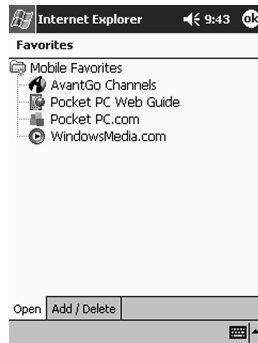 Internet Explorer 9:43 ok
Favorites
Mobile Favorites
AvantGo Channels
Pocket PC Web Guide
Pocket PC.com
WindowsMedia.com
Open Add / Delete